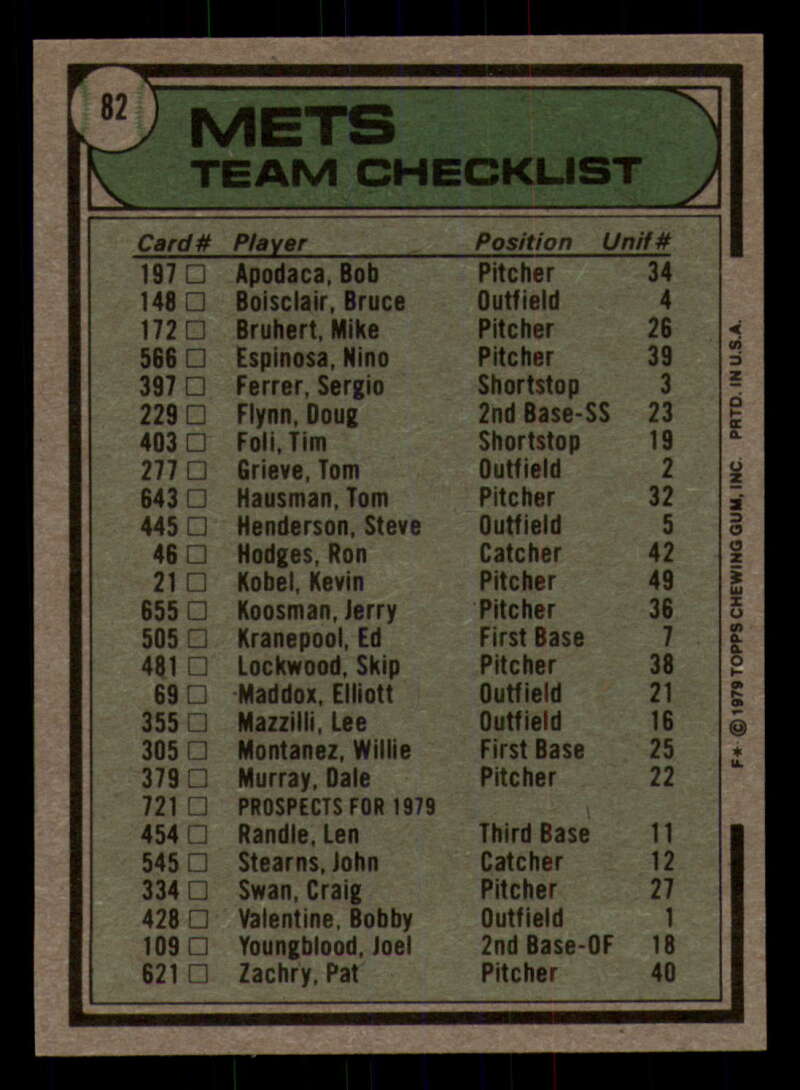 82
METS
TEAM CHECKLIST
Card# Player Position Unif#
197 □ Apodaca, Bob Pitcher 34
148 □ Boisclair, Bruce Outfield 4
172 □ Bruhert, Mike Pitcher 26
566 □ Espinosa, Nino Pitcher 39
397 □ Ferrer, Sergio Shortstop 3
229 □ Flynn, Doug 2nd Base-SS 23
403 □ Foli, Tim Shortstop 19
277 □ Grieve, Tom Outfield 2
643 □ Hausman, Tom Pitcher 32
445 □ Henderson, Steve Outfield 5
46 □ Hodges, Ron Catcher 42
21 □ Kobel, Kevin Pitcher 49
655 □ Koosman, Jerry Pitcher 36
505 □ Kranepool, Ed First Base 7
481 □ Lockwood, Skip Pitcher 38
69 □ Maddox, Elliott Outfield 21
355 □ Mazzilli, Lee Outfield 16
305 □ Montanez, Willie First Base 25
379 □ Murray, Dale Pitcher 22
721 □ PROSPECTS FOR 1979
454 □ Randle, Len Third Base 11
545 □ Stearns, John Catcher 12
334 □ Swan, Craig Pitcher 27
428 □ Valentine, Bobby Outfield 1
109 □ Youngblood, Joel 2nd Base-OF 18
621 □ Zachry, Pat Pitcher 40
F* © 1979 TOPPS CHEWING GUM, INC. PRTD. IN U.S.A.